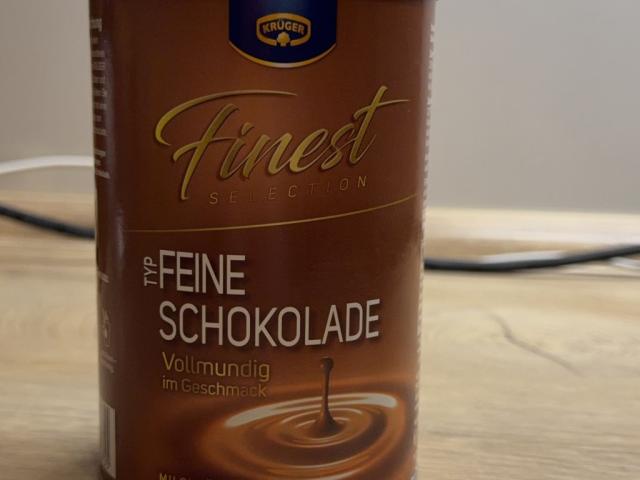 KRÜGER
Finest
SELECTION
TYP
FEINE
SCHOKOLADE
Vollmundig
im Geschmack